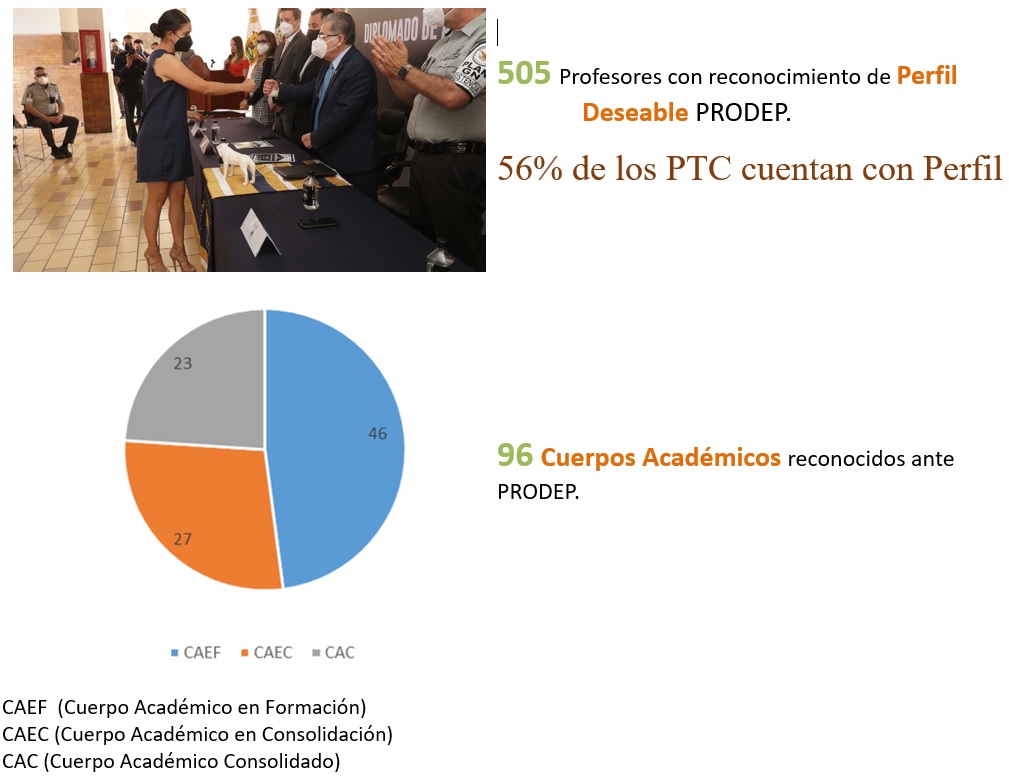 DIPLOMADO DE
505 Profesores con reconocimiento de Perfil
Deseable PRODEP.
56% de los PTC cuentan con Perfil
23
46
27
96 Cuerpos Académicos reconocidos ante
PRODEP.
CAEF CAEC CAC
CAEF (Cuerpo Académico en Formación)
CAEC (Cuerpo Académico en Consolidación)
CAC (Cuerpo Académico Consolidado)